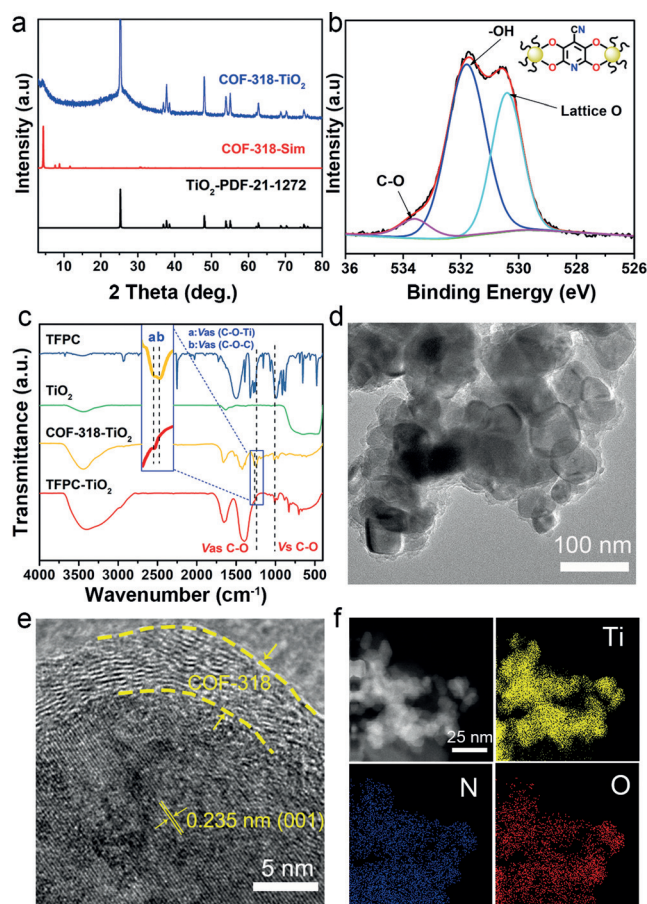 a
COF-318-TiO2
COF-318-Sim
TiO2-PDF-21-1272
Intensity (a.u)
10 20 30 40 50 60 70 80
2 Theta (deg.)
b
-OH
CN
O O
O N O
Lattice O
C-O
Intensity (a.u)
36 534 532 530 528 526
Binding Energy (eV)
c
TFPC
ab
a:Vas (C-O-Ti)
b:Vas (C-O-C)
TiO2
COF-318-TiO2
TFPC-TiO2
Vas C-O
Vs C-O
Transmittance (a.u.)
4000 3500 3000 2500 2000 1500 1000 500
Wavenumber (cm-1)
d
100 nm
e
COF-318
0.235 nm (001)
5 nm
f
25 nm
Ti
N
O